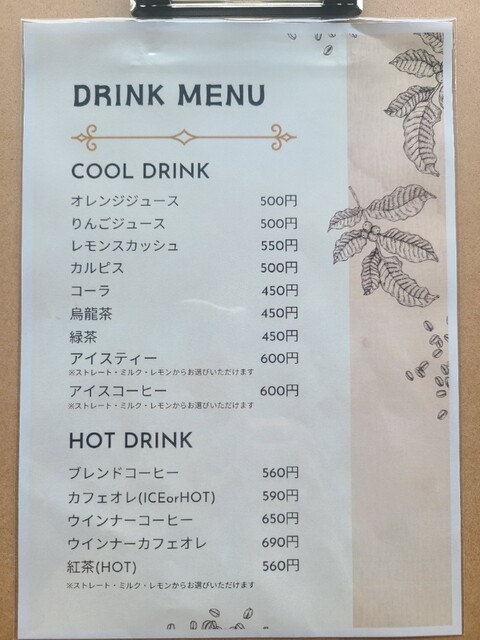 DRINK MENU
COOL DRINK
オレンジジュース 500円
りんごジュース 500円
レモンスカッシュ 550円
カルピス 500円
コーラ 450円
烏龍茶 450円
緑茶 450円
アイスティー 600円
※ストレート・ミルク・レモンからお選びいただけます
アイスコーヒー 600円
※ストレート・ミルク・レモンからお選びいただけます
HOT DRINK
ブレンドコーヒー 560円
カフェオレ(ICEorHOT) 590円
ウインナーコーヒー 650円
ウインナーカフェオレ 690円
紅茶(HOT) 560円
※ストレート・ミルク・レモンからお選びいただけます